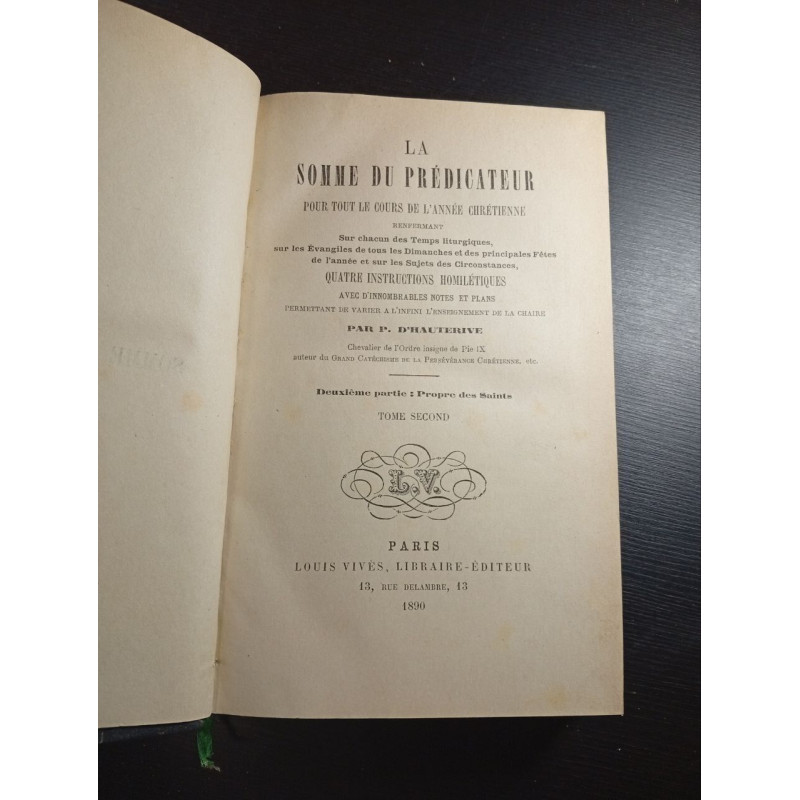 LA
SOMME DU PRÉDICATEUR
POUR TOUT LE COURS DE L'ANNÉE CHRÉTIENNE
RENFERMANT
Sur chacun des Temps liturgiques,
sur les Évangiles de tous les Dimanches et des principales Fêtes
de l'année et sur les Sujets des Circonstances,
QUATRE INSTRUCTIONS HOMILÉTIQUES
AVEC D'INNOMBRABLES NOTES ET PLANS
PERMETTANT DE VARIER A L'INFINI L'ENSEIGNEMENT DE LA CHAIRE
PAR P. D'HAUTERIVE
Chevalier de l'Ordre insigne de Pie IX
auteur du GRAND CATÉCHISME DE LA PERSÉVÉRANCE CHRÉTIENNE, etc.
Deuxième partie : Propre des Saints
TOME SECOND
L.V.
PARIS
LOUIS VIVÈS, LIBRAIRE-ÉDITEUR
13, RUE DELAMBRE, 13
1890